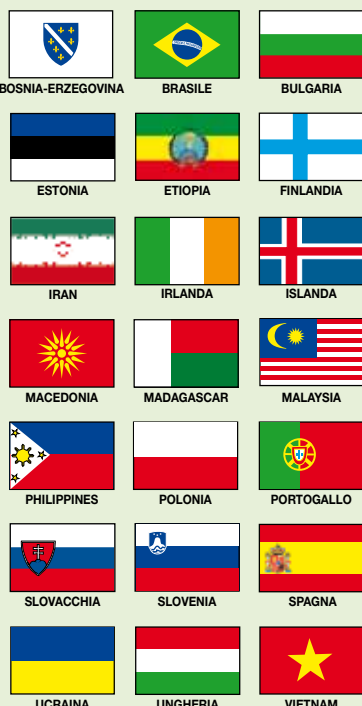 BOSNIA-ERZEGOVINA BRASILE BULGARIA
ESTONIA ETIOPIA FINLANDIA
IRAN IRLANDA ISLANDA
MACEDONIA MADAGASCAR MALAYSIA
PHILIPPINES POLONIA PORTOGALLO
SLOVACCHIA SLOVENIA SPAGNA
UCRAINA UNGHERIA VIETNAM